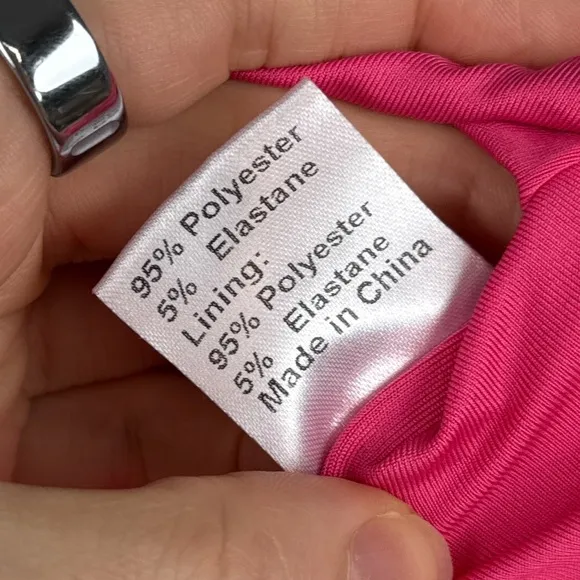 95% Polyester
5% Elastane
Lining:
95% Polyester
5% Elastane
Made in China